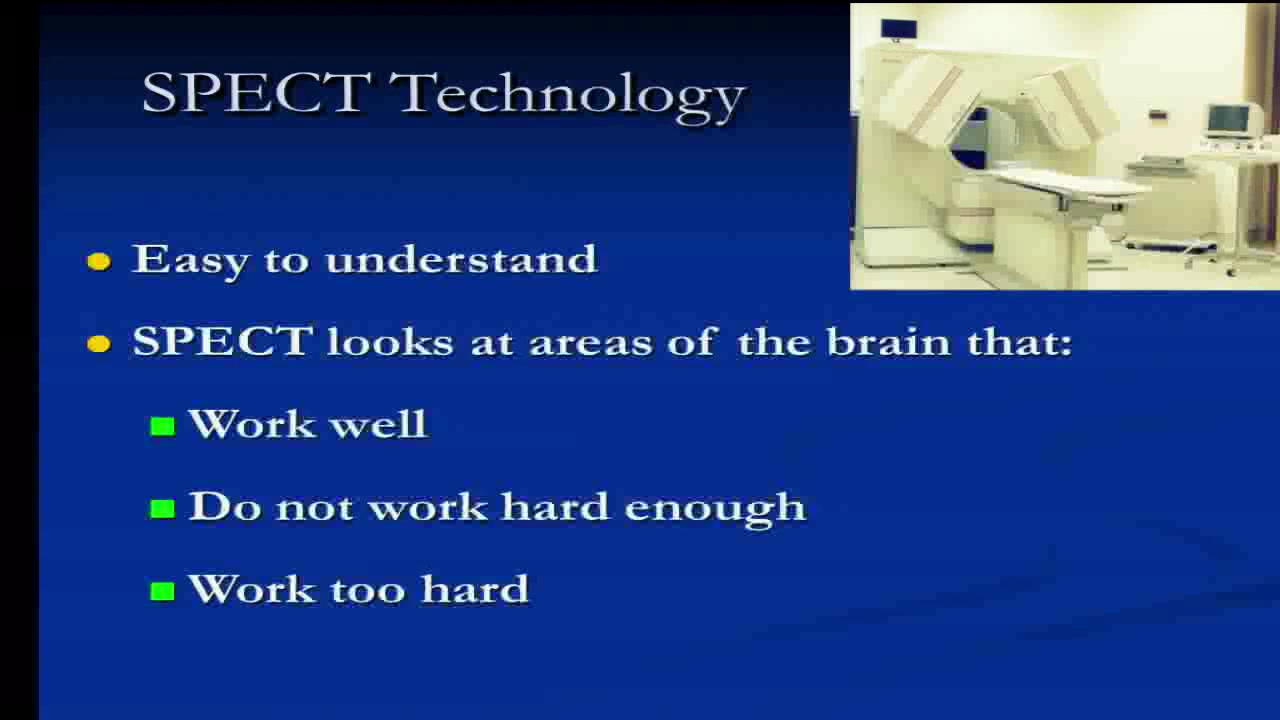 SPECT Technology
Easy to understand
SPECT looks at areas of the brain that:
Work well
Do not work hard enough
Work too hard